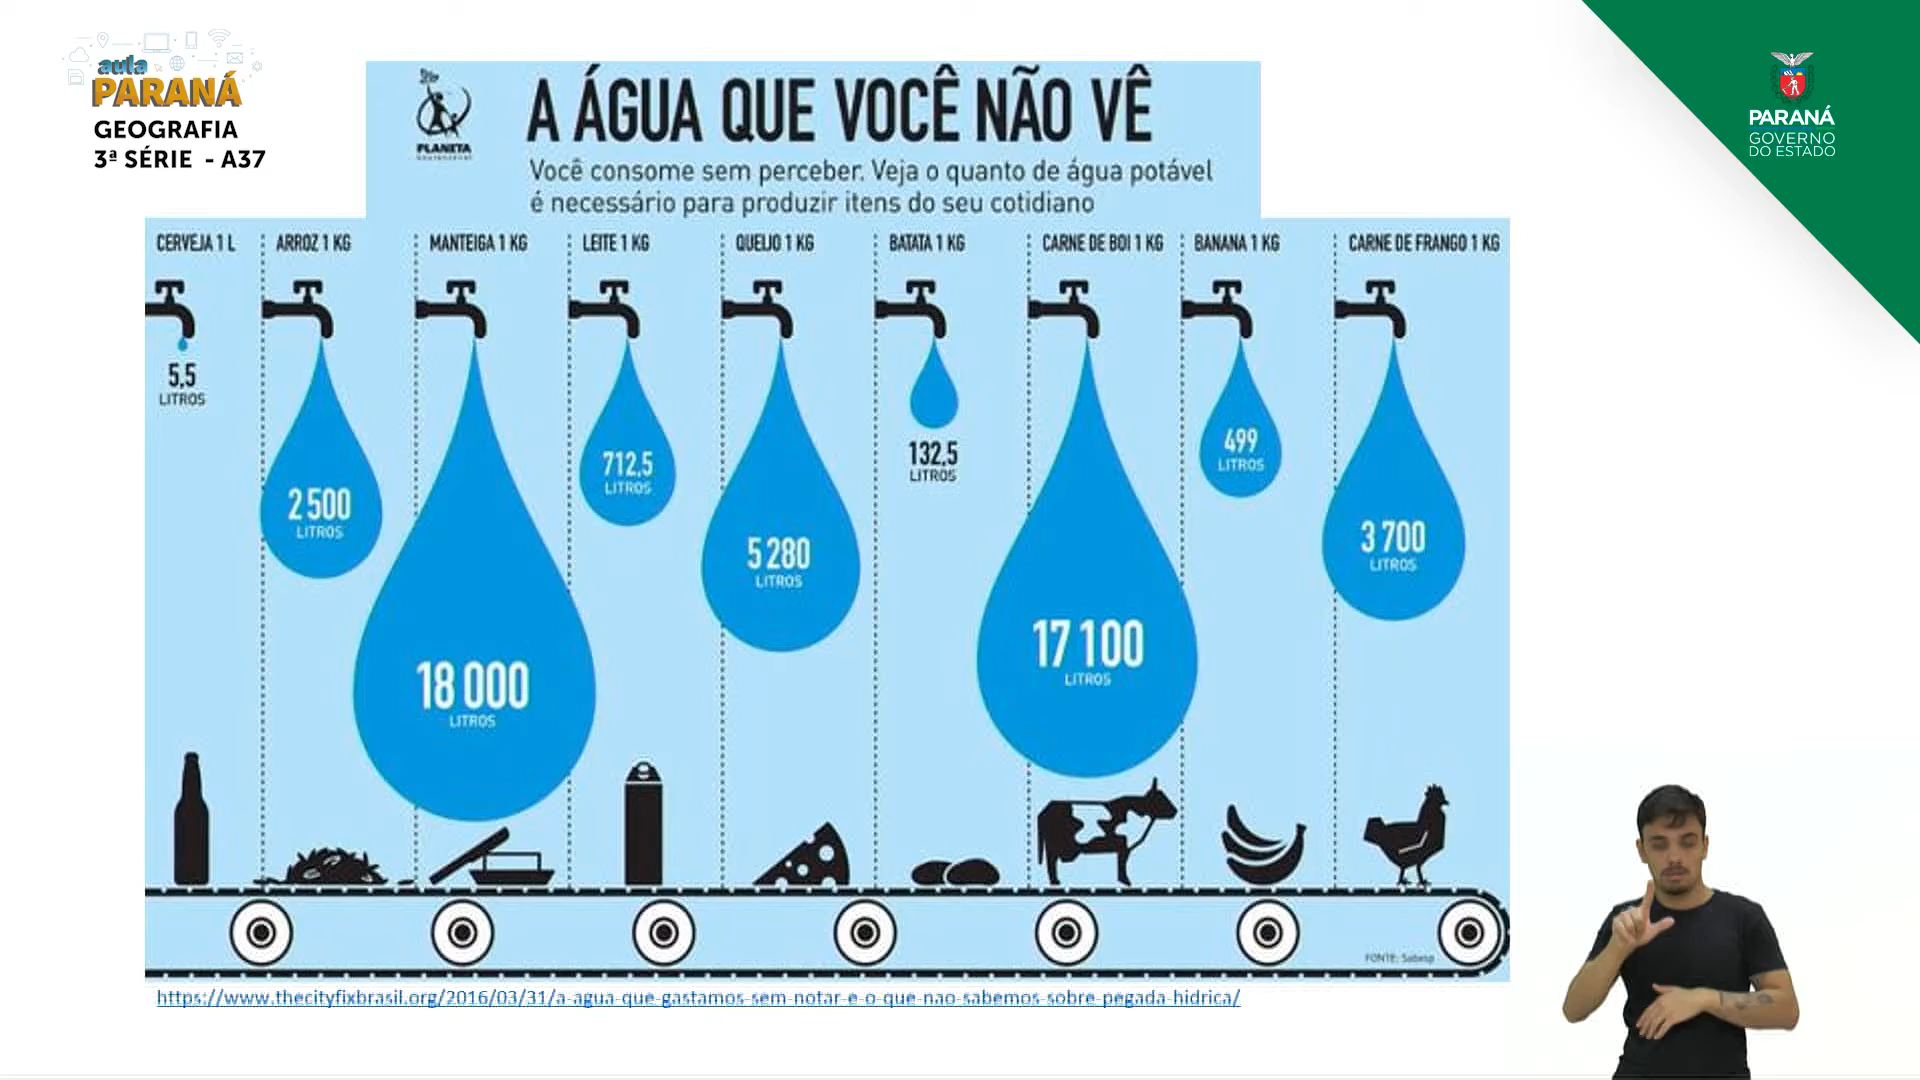 aula
PARANÁ
GEOGRAFIA
3ª SÉRIE - A37
PLANETA
A ÁGUA QUE VOCÊ NÃO VÊ
Você consome sem perceber. Veja o quanto de água potável
é necessário para produzir itens do seu cotidiano
PARANÁ
GOVERNO
DO ESTADO
CERVEJA 1 L
ARROZ 1 KG
MANTEIGA 1 KG
LEITE 1 KG
QUEIJO 1 KG
BATATA 1 KG
CARNE DE BOI 1 KG
BANANA 1 KG
CARNE DE FRANGO 1 KG
5,5
LITROS
2 500
LITROS
18 000
LITROS
712,5
LITROS
5 280
LITROS
132,5
LITROS
17 100
LITROS
499
LITROS
3 700
LITROS
FONTE: Sabesp
https://www.thecityfixbrasil.org/2016/03/31/a-agua-que-gastamos-sem-notar-e-o-que-nao-sabemos-sobre-pegada-hidrica/